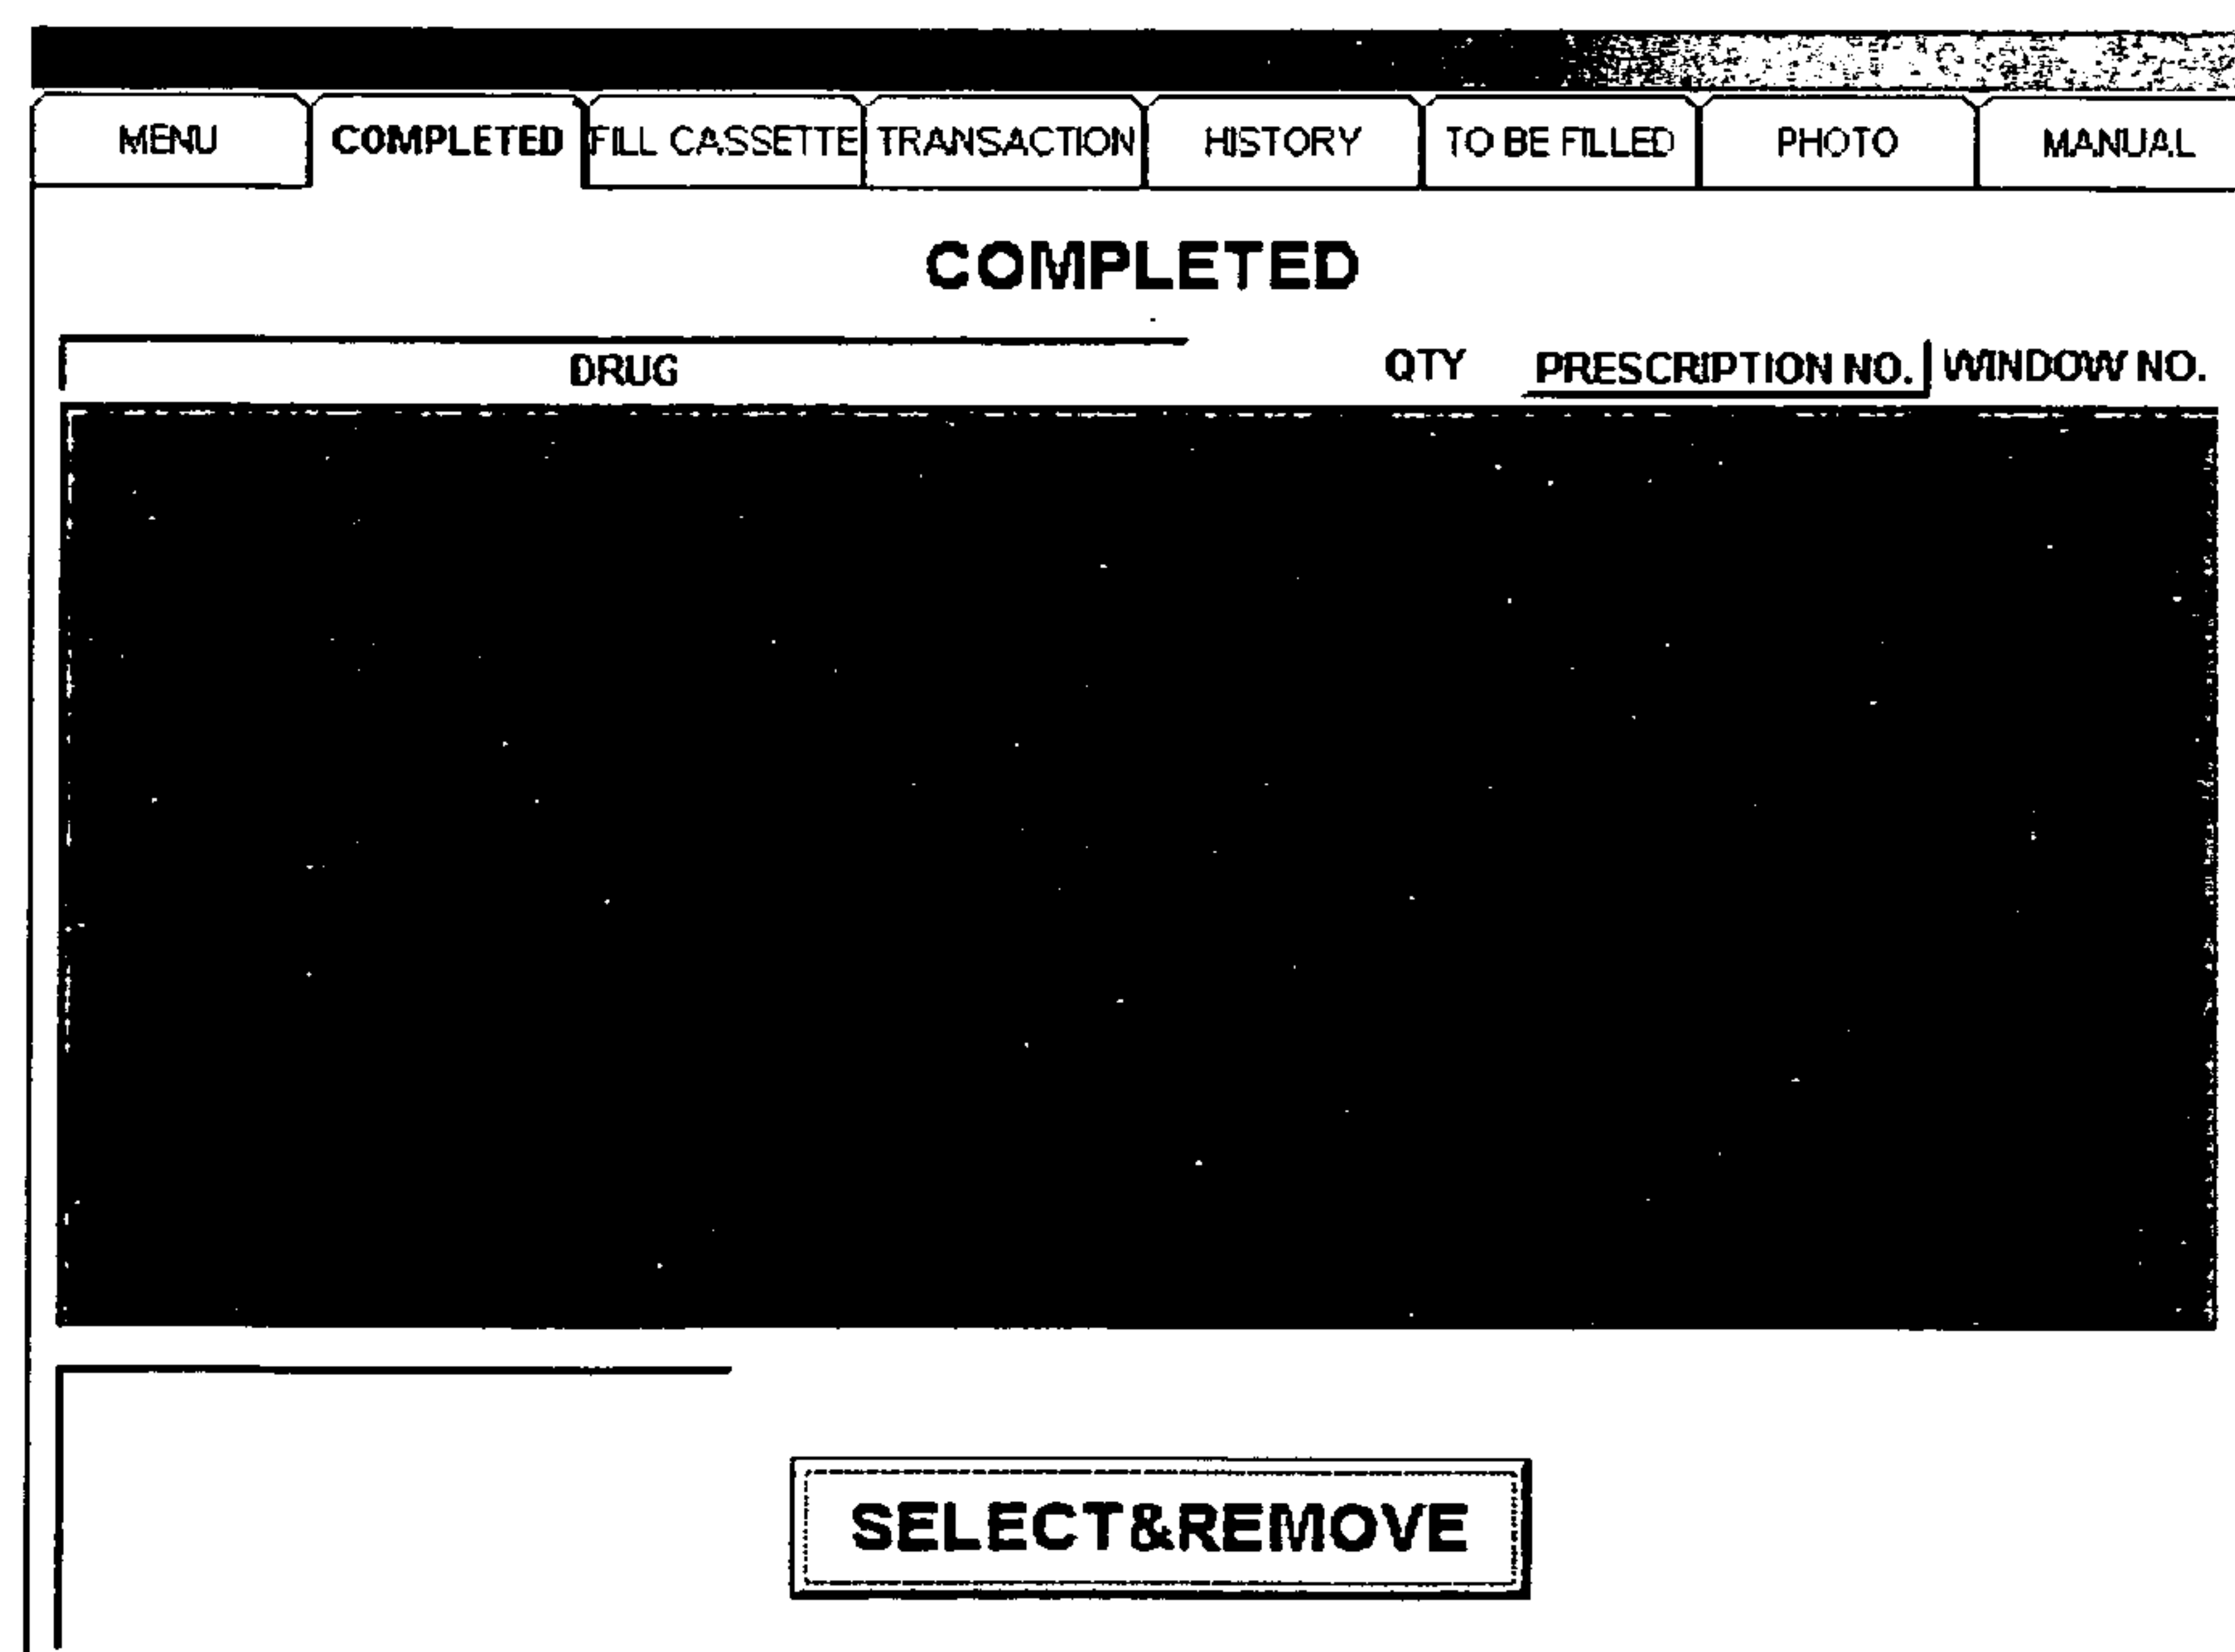 MENU COMPLETED FILL CASSETTE TRANSACTION HISTORY TO BE FILLED PHOTO MANUAL
COMPLETED
DRUG QTY PRESCRIPTION NO. WINDOW NO.
SELECT&REMOVE